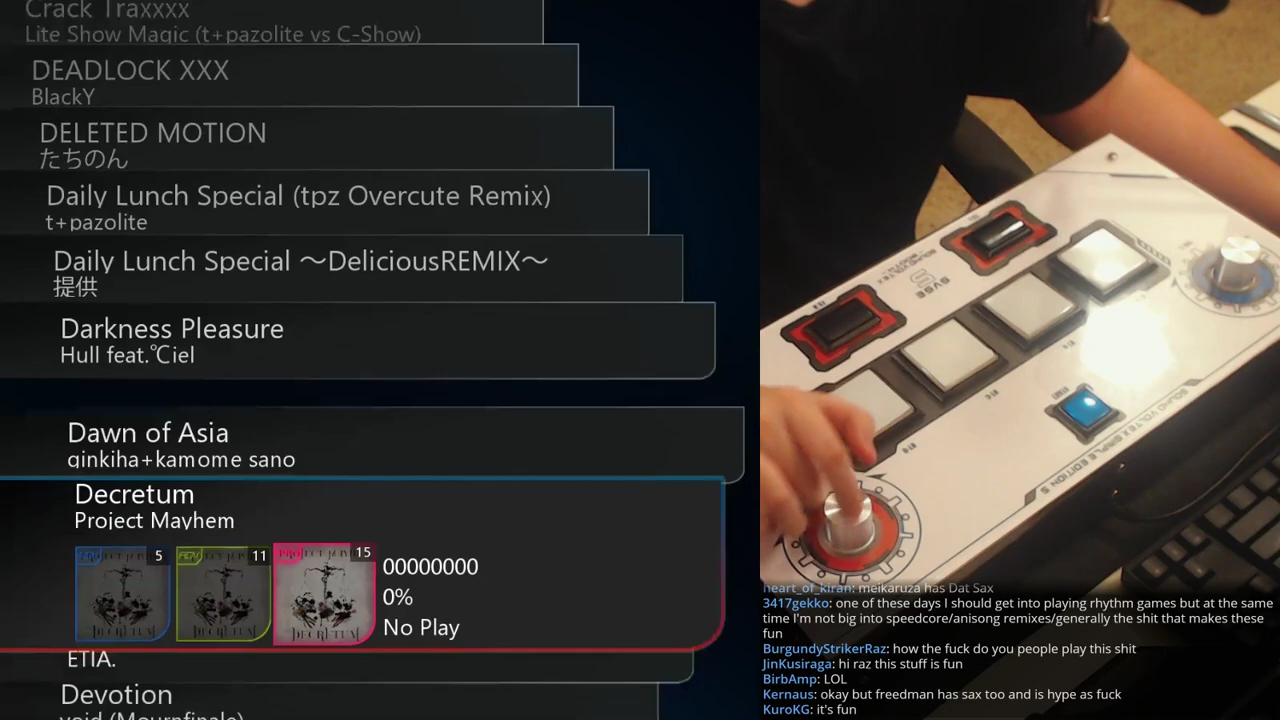 Crack Traxxxx
Lite Show Magic (t+pazolite vs C-Show)
DEADLOCK XXX
BlackY
DELETED MOTION
たちのん
Daily Lunch Special (tpz Overcute Remix)
t+pazolite
Daily Lunch Special ～DeliciousREMIX～
提供
Darkness Pleasure
Hull feat.℃iel
Dawn of Asia
ginkiha+kamome sano
Decretum
Project Mayhem
5
11
15
00000000
0%
No Play
ETIA.
Devotion
void (Mournfinale)
SOUND VOLTEX SIMPLE EDITION S
heart_of_kiran: meikaruza has Dat Sax
3417gekko: one of these days I should get into playing rhythm games but at the same
time I'm not big into speedcore/anisong remixes/generally the shit that makes these
fun
BurgundyStrikerRaz: how the fuck do you people play this shit
JinKusiraga: hi raz this stuff is fun
BirbAmp: LOL
Kernaus: okay but freedman has sax too and is hype as fuck
KuroKG: it's fun